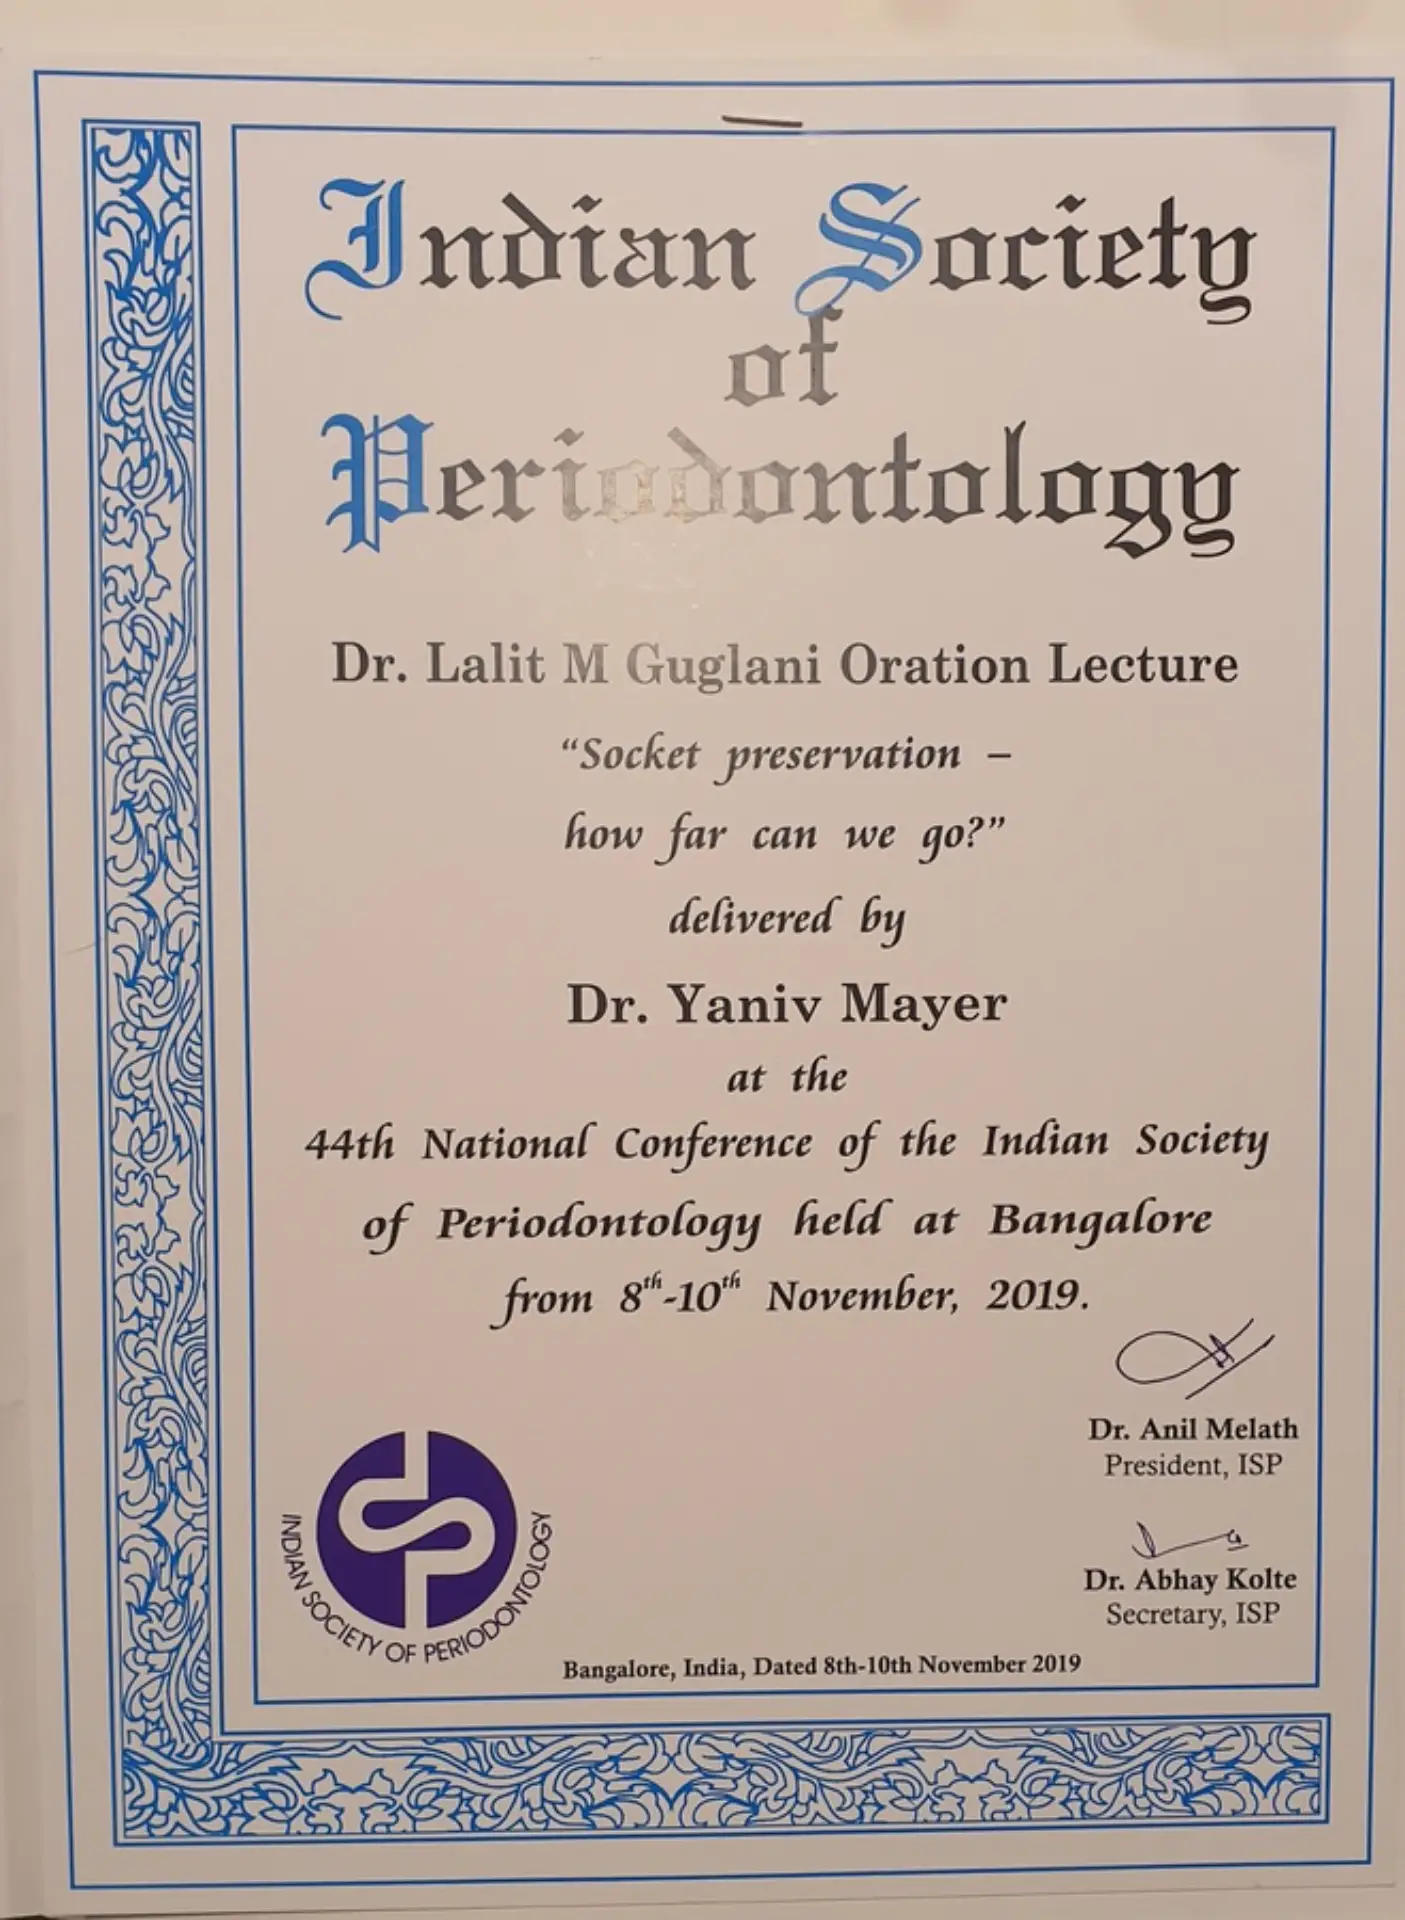 Indian Society
of
Periodontology
Dr. Lalit M Guglani Oration Lecture
“Socket preservation –
how far can we go?”
delivered by
Dr. Yaniv Mayer
at the
44th National Conference of the Indian Society
of Periodontology held at Bangalore
from 8th-10th November, 2019.
Dr. Anil Melath
President, ISP
Dr. Abhay Kolte
Secretary, ISP
INDIAN SOCIETY OF PERIODONTOLOGY
Bangalore, India, Dated 8th-10th November 2019